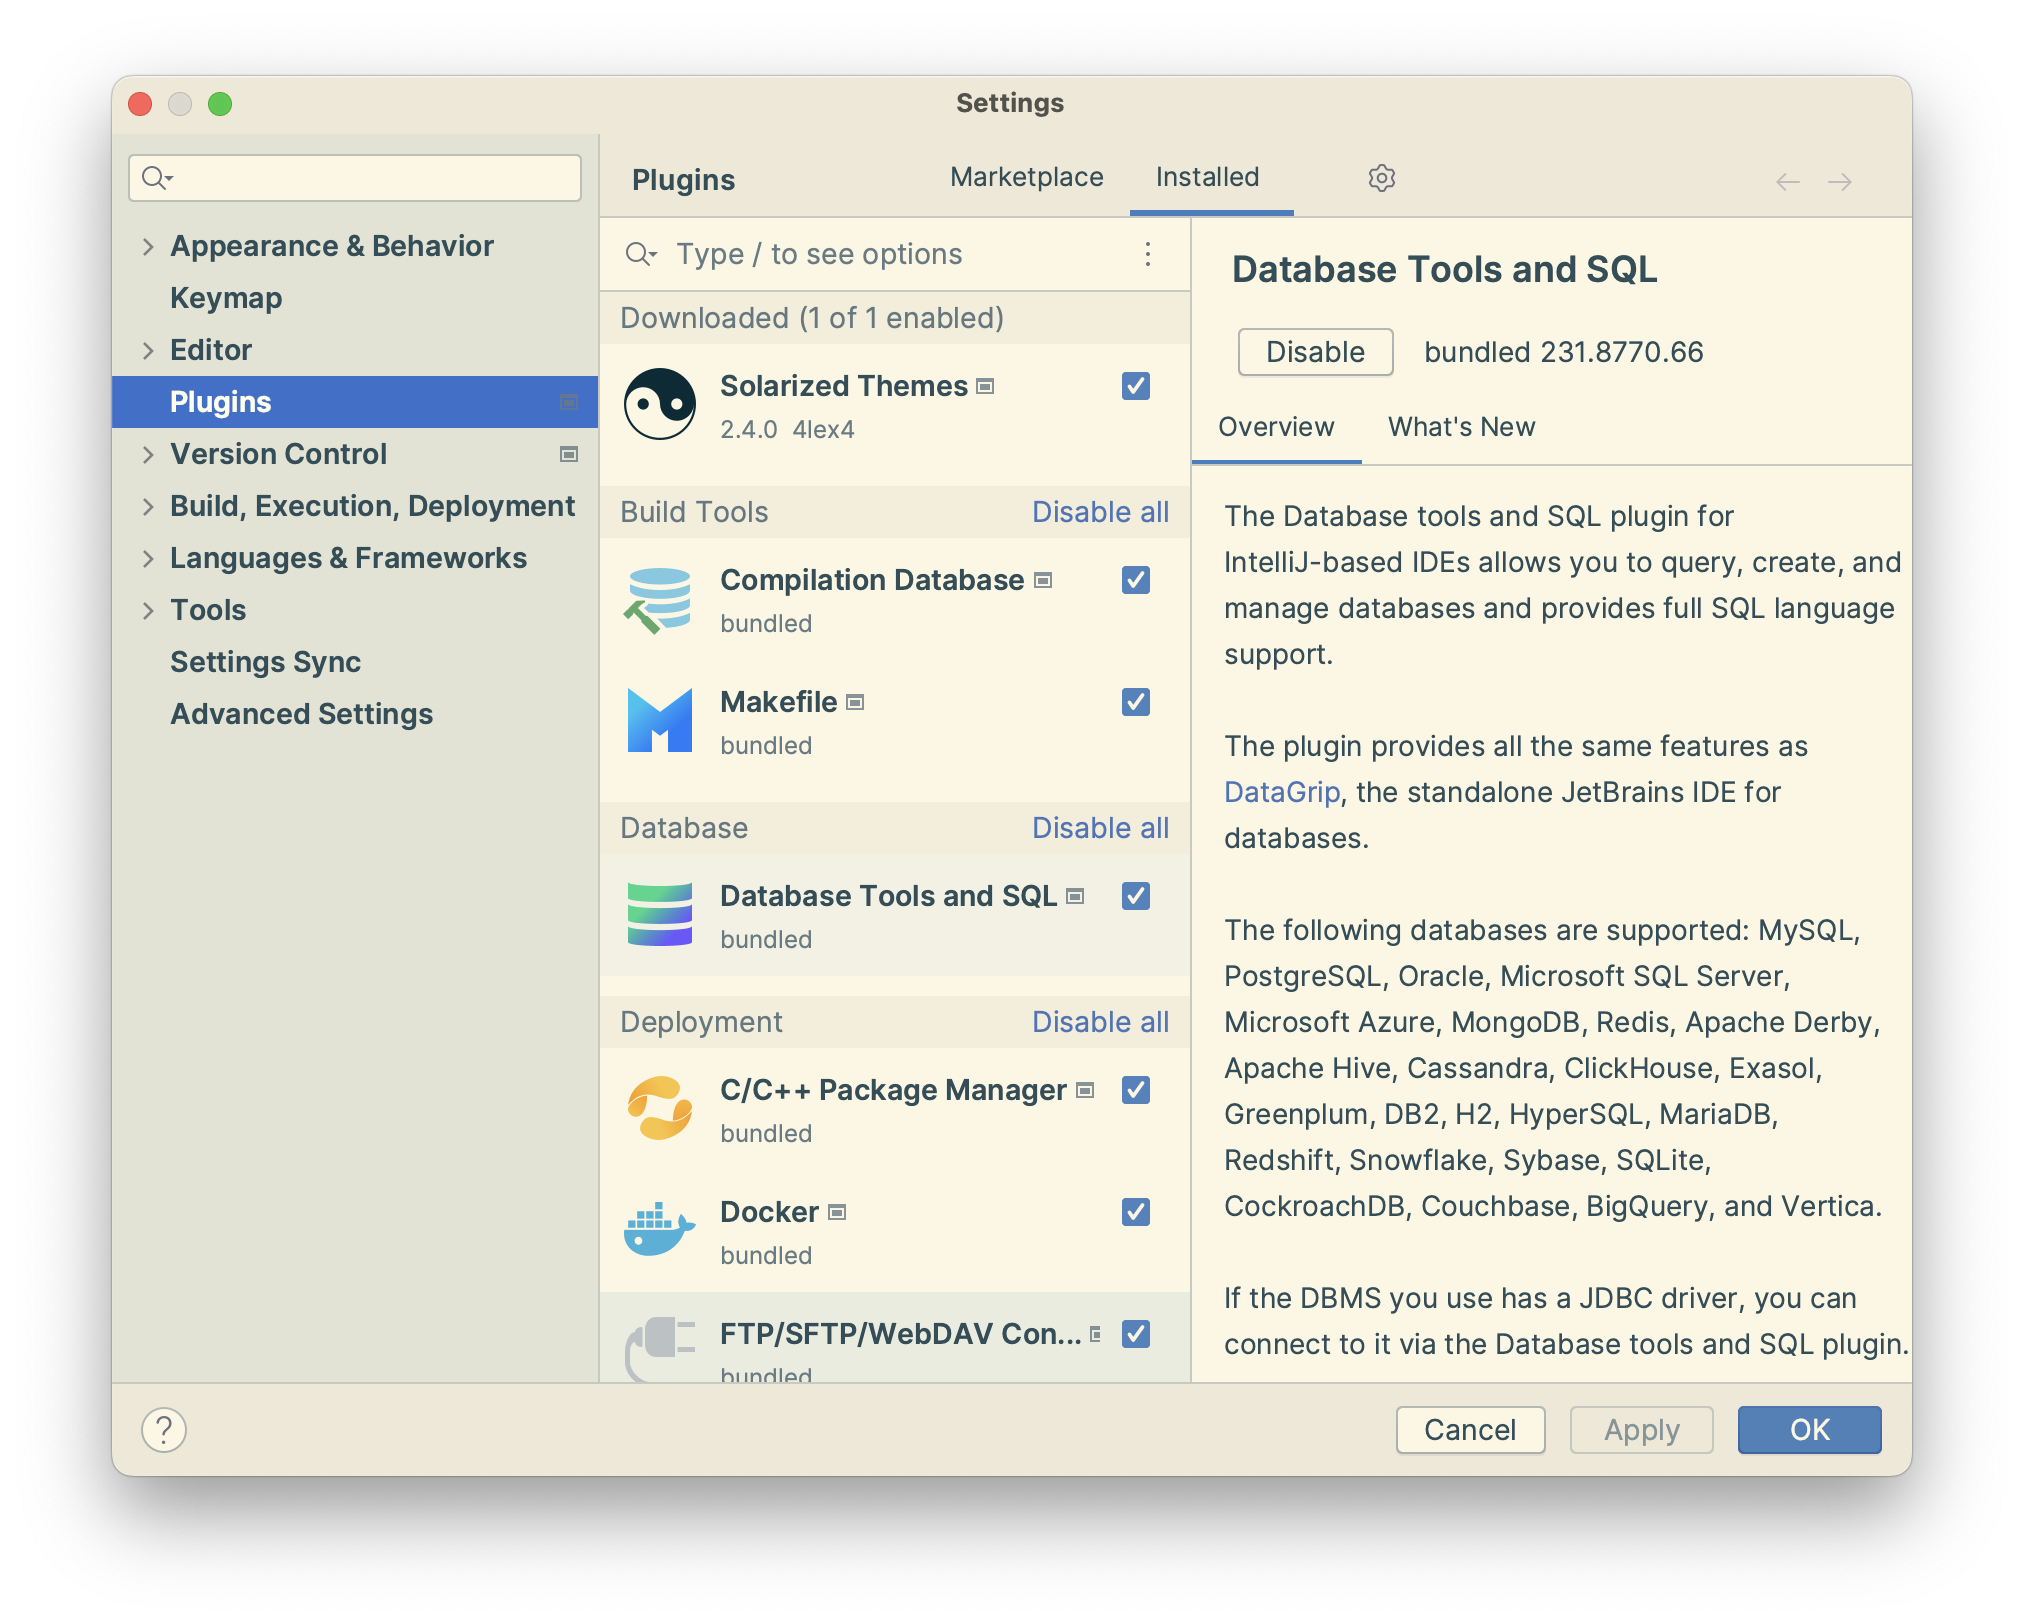 Settings
Appearance & Behavior
Keymap
Editor
Plugins
Version Control
Build, Execution, Deployment
Languages & Frameworks
Tools
Settings Sync
Advanced Settings
Plugins
Marketplace
Installed
Type / to see options
Downloaded (1 of 1 enabled)
Solarized Themes
2.4.0 4lex4
Build Tools
Disable all
Compilation Database
bundled
Makefile
bundled
Database
Disable all
Database Tools and SQL
bundled
Deployment
Disable all
C/C++ Package Manager
bundled
Docker
bundled
FTP/SFTP/WebDAV Con...
bundled
Database Tools and SQL
Disable
bundled 231.8770.66
Overview
What's New
The Database tools and SQL plugin for
IntelliJ-based IDEs allows you to query, create, and
manage databases and provides full SQL language
support.
The plugin provides all the same features as
DataGrip, the standalone JetBrains IDE for
databases.
The following databases are supported: MySQL,
PostgreSQL, Oracle, Microsoft SQL Server,
Microsoft Azure, MongoDB, Redis, Apache Derby,
Apache Hive, Cassandra, ClickHouse, Exasol,
Greenplum, DB2, H2, HyperSQL, MariaDB,
Redshift, Snowflake, Sybase, SQLite,
CockroachDB, Couchbase, BigQuery, and Vertica.
If the DBMS you use has a JDBC driver, you can
connect to it via the Database tools and SQL plugin.
?
Cancel
Apply
OK